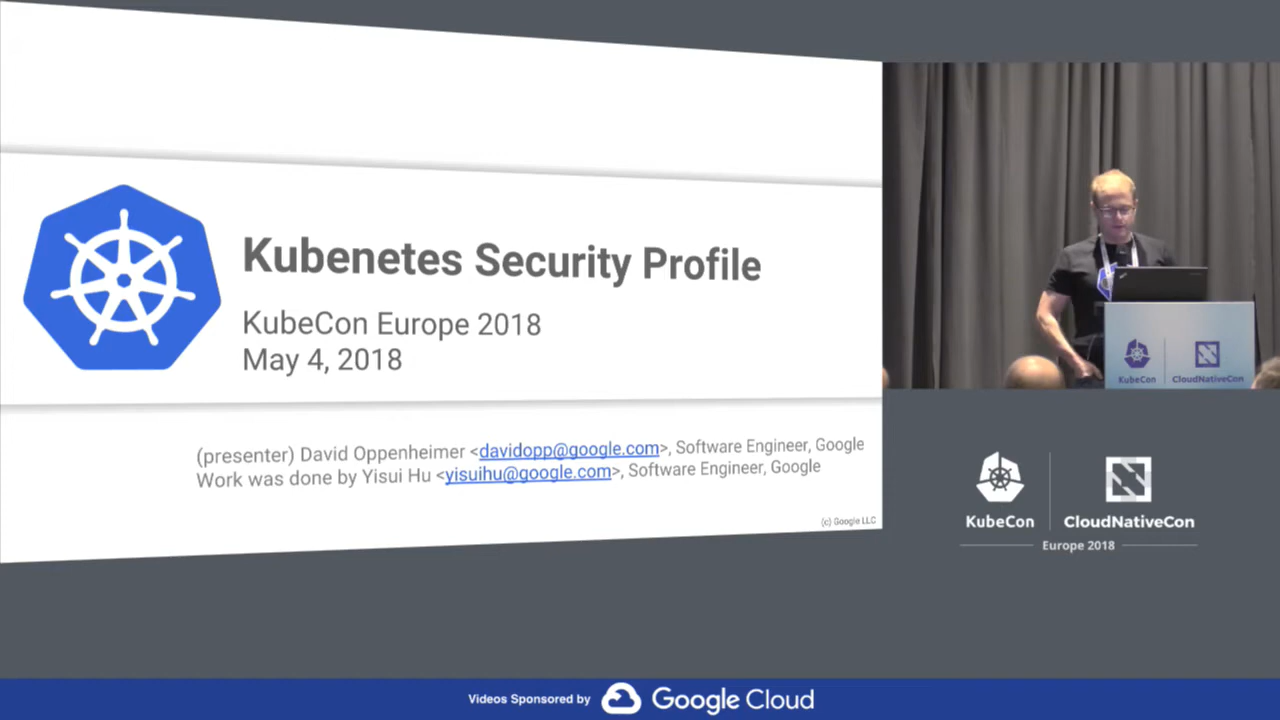 Kubenetes Security Profile
KubeCon Europe 2018
May 4, 2018
(presenter) David Oppenheimer <davidopp@google.com>, Software Engineer, Google
Work was done by Yisui Hu <yisuihu@google.com>, Software Engineer, Google
(c) Google LLC
KubeCon
CloudNativeCon
KubeCon
CloudNativeCon
Europe 2018
Videos Sponsored by Google Cloud